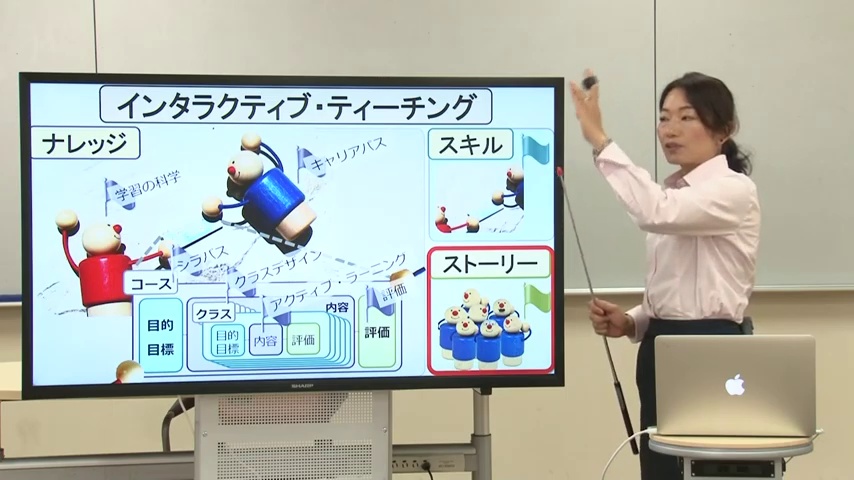 インタラクティブ・ティーチング
ナレッジ
スキル
キャリアパス
学習の科学
シラバス
クラスデザイン
アクティブ・ラーニング
評価
ストーリー
コース
目的
目標
クラス
目的
目標
内容
評価
内容
評価
SHARP